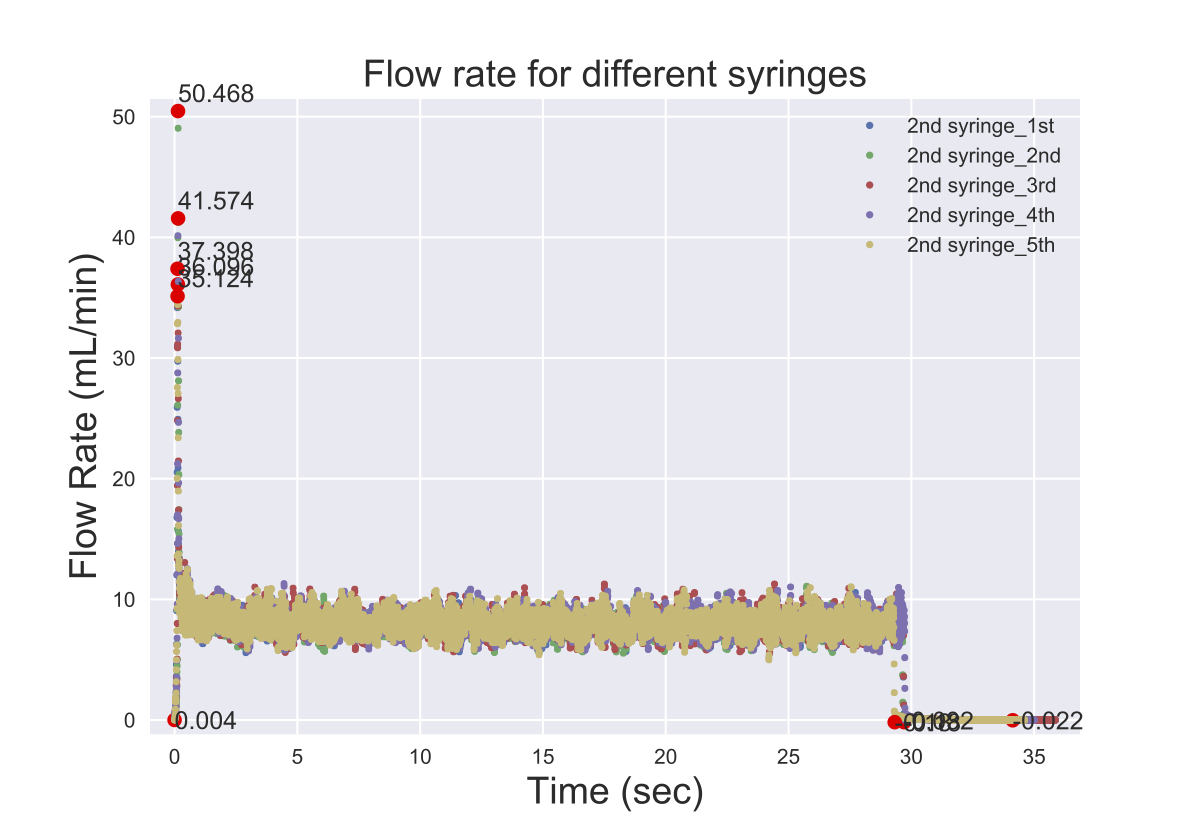 Flow rate for different syringes
50.468
41.574
37.398
36.096
35.124
2nd syringe_1st
2nd syringe_2nd
2nd syringe_3rd
2nd syringe_4th
2nd syringe_5th
50
40
30
20
10
0
Flow Rate (mL/min)
0.004
-0.022
0
5
10
15
20
25
30
35
Time (sec)